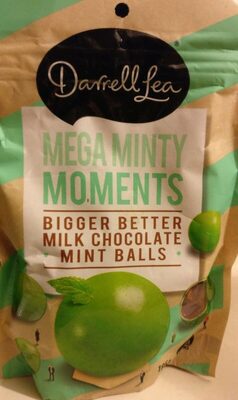 Darrell Lea
MEGA MINTY
MOMENTS
BIGGER BETTER
MILK CHOCOLATE
MINT BALLS